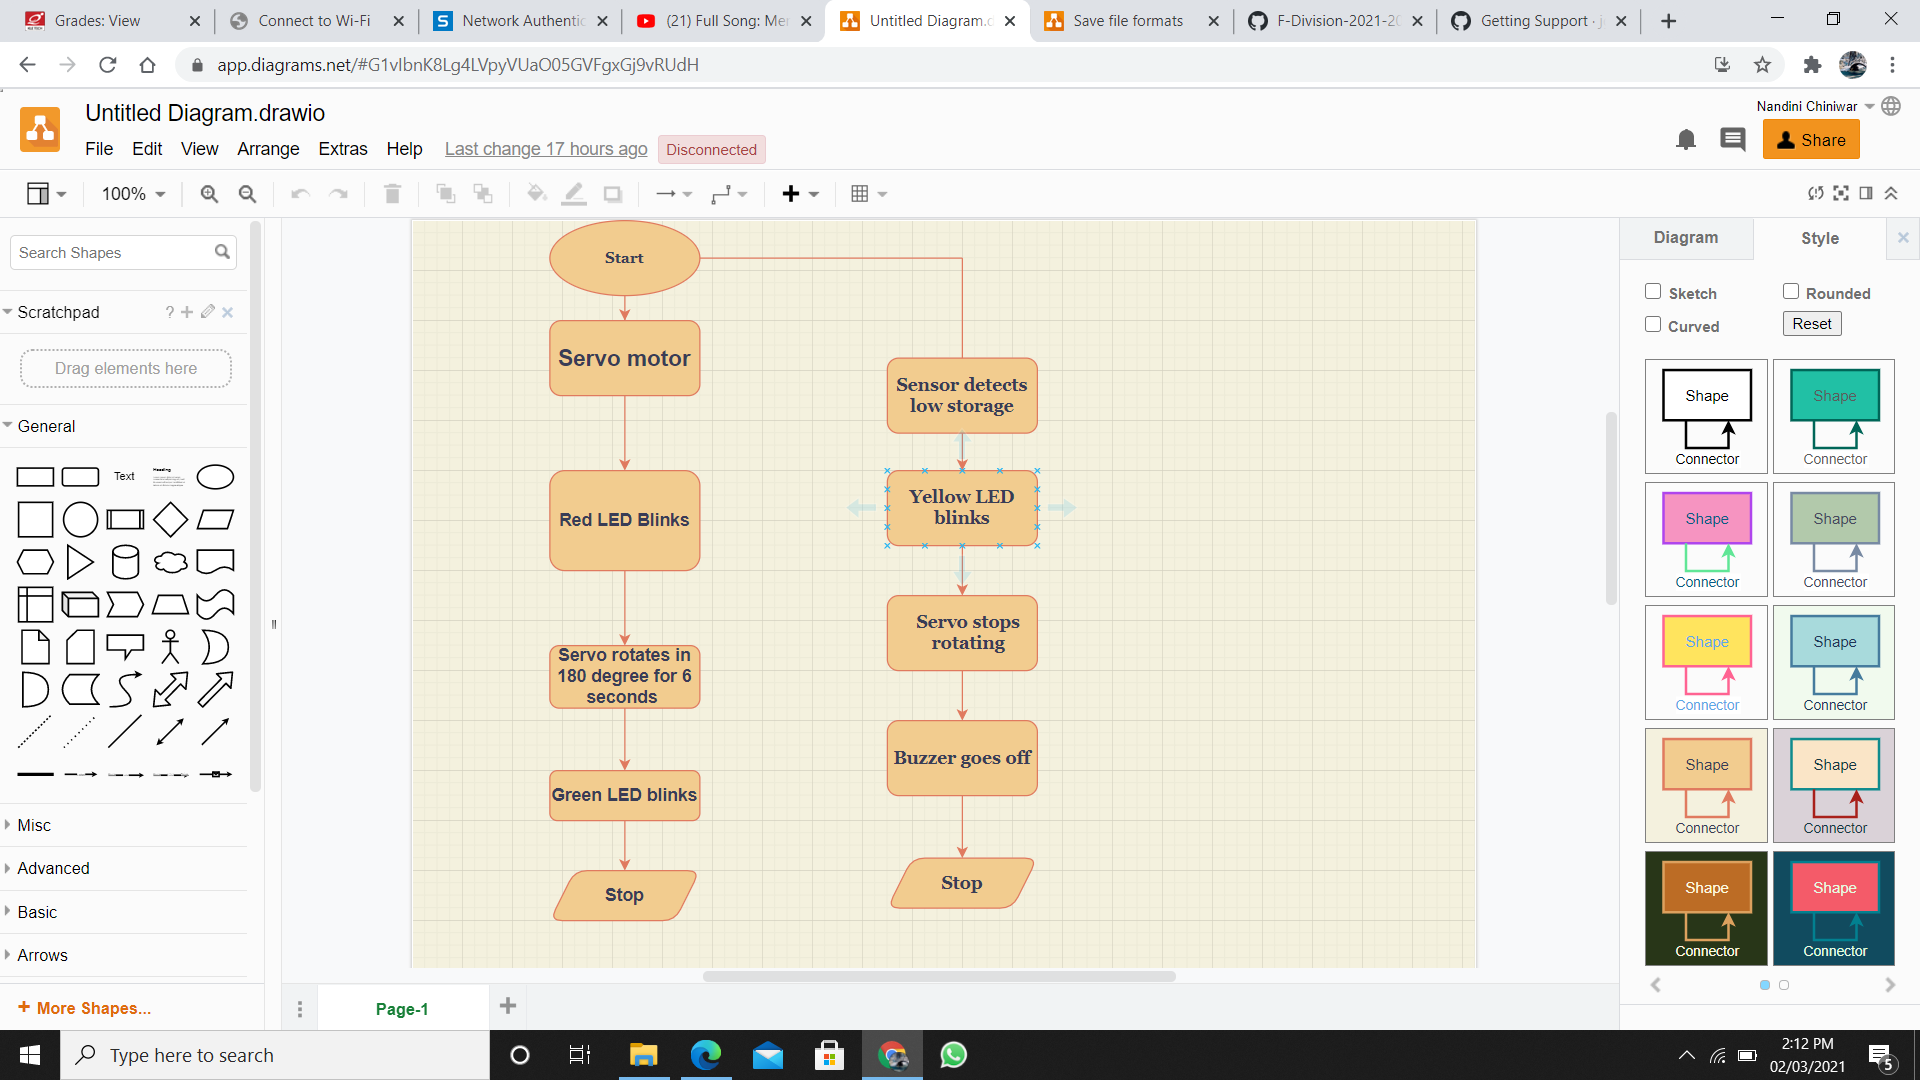 Grades: View
Connect to Wi-Fi
Network Authentic
(21) Full Song: Me
Untitled Diagram.d
Save file formats
F-Division-2021-20
Getting Support ·
app.diagrams.net/#G1vIbnK8Lg4LVpyVUaO05GVFgxGj9vRUdH
Untitled Diagram.drawio
Nandini Chiniwar
File Edit View Arrange Extras Help Last change 17 hours ago Disconnected
Share
100%
Search Shapes
Scratchpad
?
Drag elements here
General
Text
Heading
Misc
Advanced
Basic
Arrows
+ More Shapes...
Start
Servo motor
Red LED Blinks
Servo rotates in
180 degree for 6
seconds
Green LED blinks
Stop
Sensor detects
low storage
Yellow LED
blinks
Servo stops
rotating
Buzzer goes off
Stop
Page-1
Diagram
Style
Sketch
Rounded
Curved
Reset
Shape
Connector
Shape
Connector
Shape
Connector
Shape
Connector
Shape
Connector
Shape
Connector
Shape
Connector
Shape
Connector
Shape
Connector
Shape
Connector
Type here to search
2:12 PM
02/03/2021
5